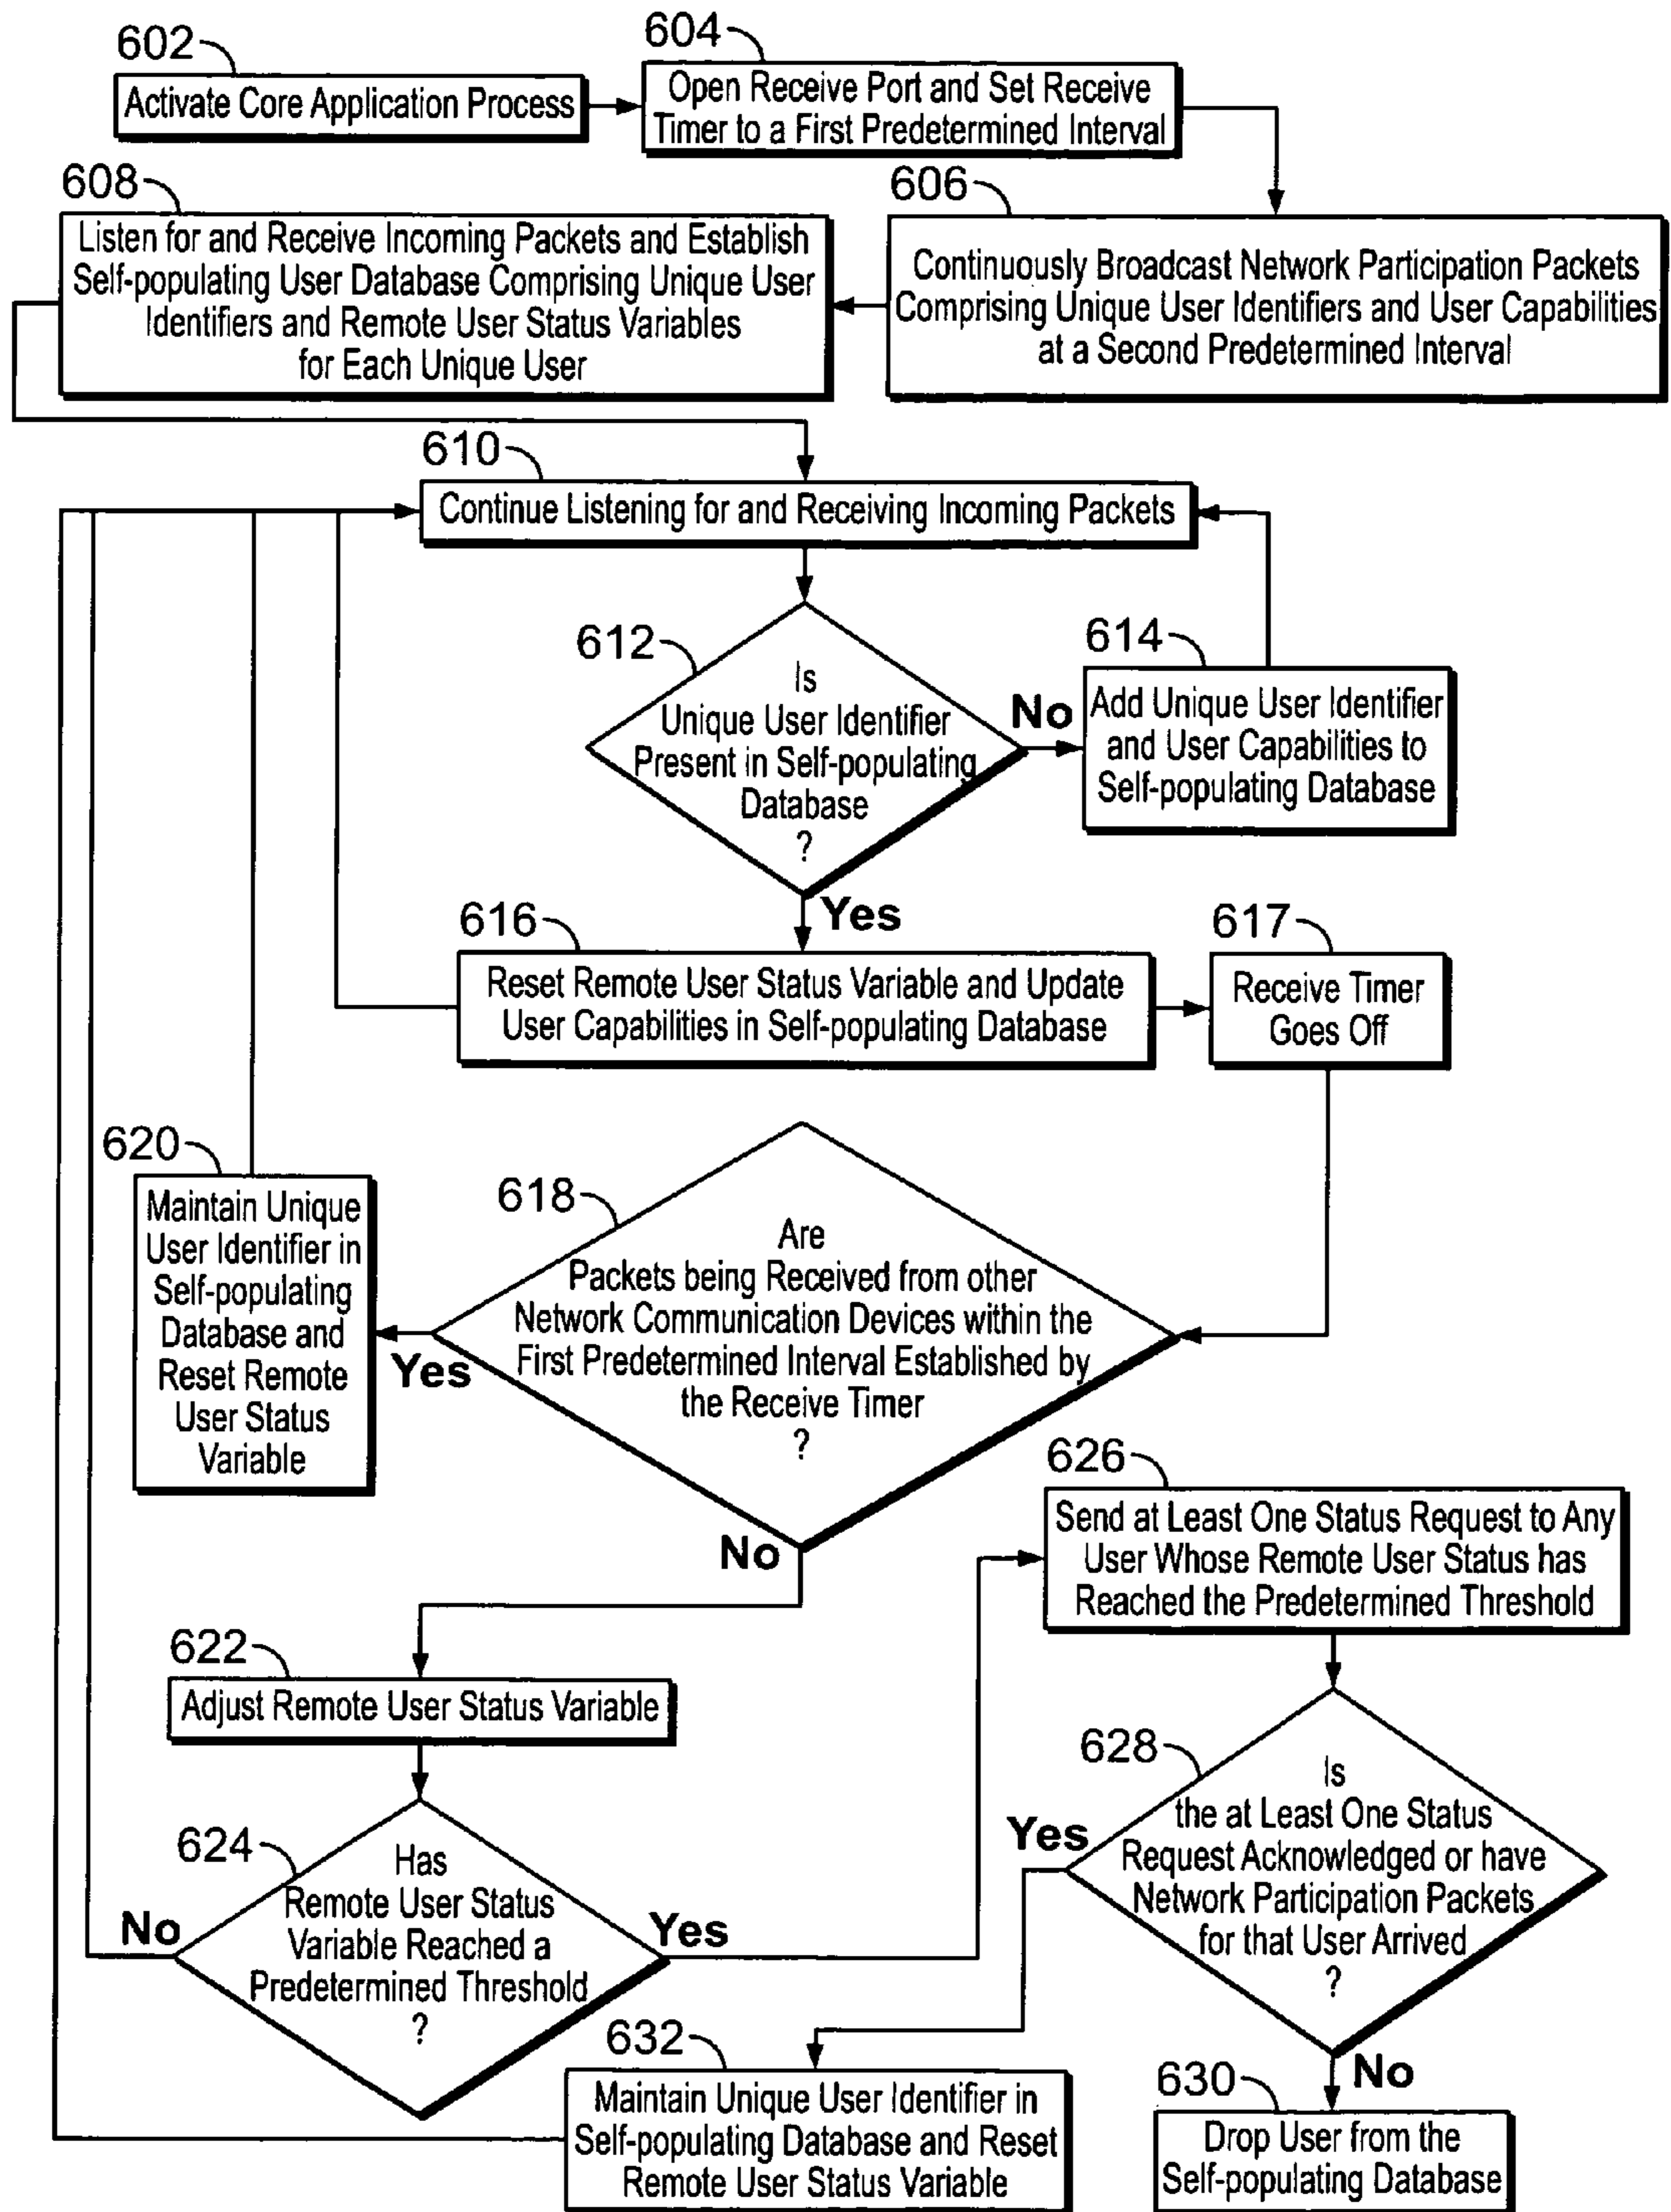 602
Activate Core Application Process
604
Open Receive Port and Set Receive
Timer to a First Predetermined Interval
606
Continuously Broadcast Network Participation Packets
Comprising Unique User Identifiers and User Capabilities
at a Second Predetermined Interval
608
Listen for and Receive Incoming Packets and Establish
Self-populating User Database Comprising Unique User
Identifiers and Remote User Status Variables
for Each Unique User
610
Continue Listening for and Receiving Incoming Packets
612
Is
Unique User Identifier
Present in Self-populating
Database
?
No
614
Add Unique User Identifier
and User Capabilities to
Self-populating Database
Yes
616
Reset Remote User Status Variable and Update
User Capabilities in Self-populating Database
617
Receive Timer
Goes Off
618
Are
Packets being Received from other
Network Communication Devices within the
First Predetermined Interval Established by
the Receive Timer
?
Yes
620
Maintain Unique
User Identifier in
Self-populating
Database and
Reset Remote
User Status
Variable
No
622
Adjust Remote User Status Variable
624
Has
Remote User Status
Variable Reached a
Predetermined Threshold
?
No
Yes
626
Send at Least One Status Request to Any
User Whose Remote User Status has
Reached the Predetermined Threshold
628
Is
the at Least One Status
Request Acknowledged or have
Network Participation Packets
for that User Arrived
?
Yes
632
Maintain Unique User Identifier in
Self-populating Database and Reset
Remote User Status Variable
No
630
Drop User from the
Self-populating Database